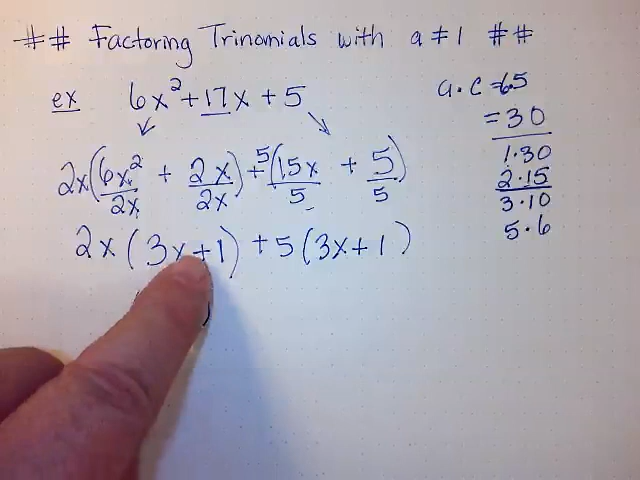 ## Factoring Trinomials with a ≠ 1 ##
ex 6x² + 17x + 5
a · c = 6·5
= 30
1·30
2·15
3·10
5·6
2x(6x²/2x + 2x/2x) + 5(15x/5 + 5/5)
2x (3x+1) + 5 (3x+1)